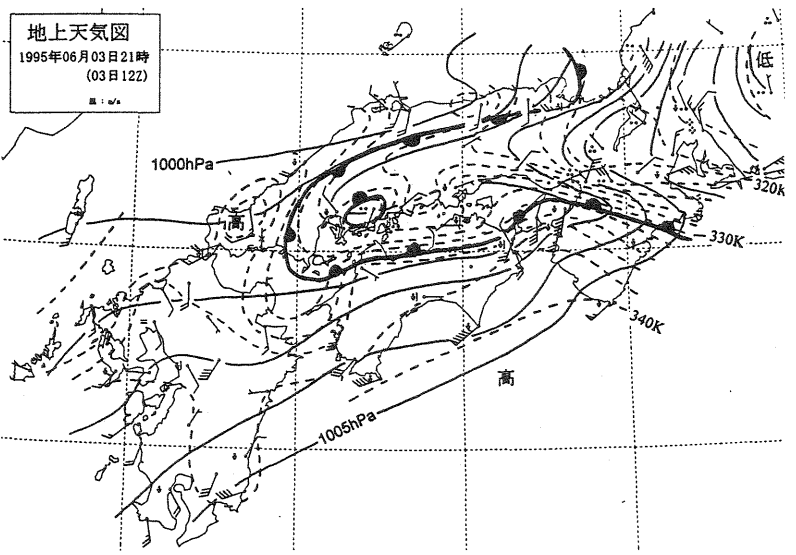 地上天気図
1995年06月03日21時
(03日12Z)
風：m/s
低
1000hPa
320K
高
330K
340K
高
1005hPa